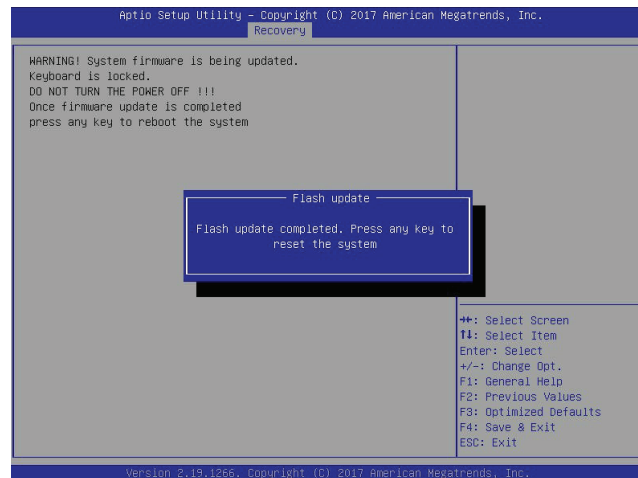 Aptio Setup Utility – Copyright (C) 2017 American Megatrends, Inc.
Recovery
WARNING! System firmware is being updated.
Keyboard is locked.
DO NOT TURN THE POWER OFF !!!
Once firmware update is completed
press any key to reboot the system
Flash update
Flash update completed. Press any key to
reset the system
→←: Select Screen
↑↓: Select Item
Enter: Select
+/-: Change Opt.
F1: General Help
F2: Previous Values
F3: Optimized Defaults
F4: Save & Exit
ESC: Exit
Version 2.19.1266. Copyright (C) 2017 American Megatrends, Inc.